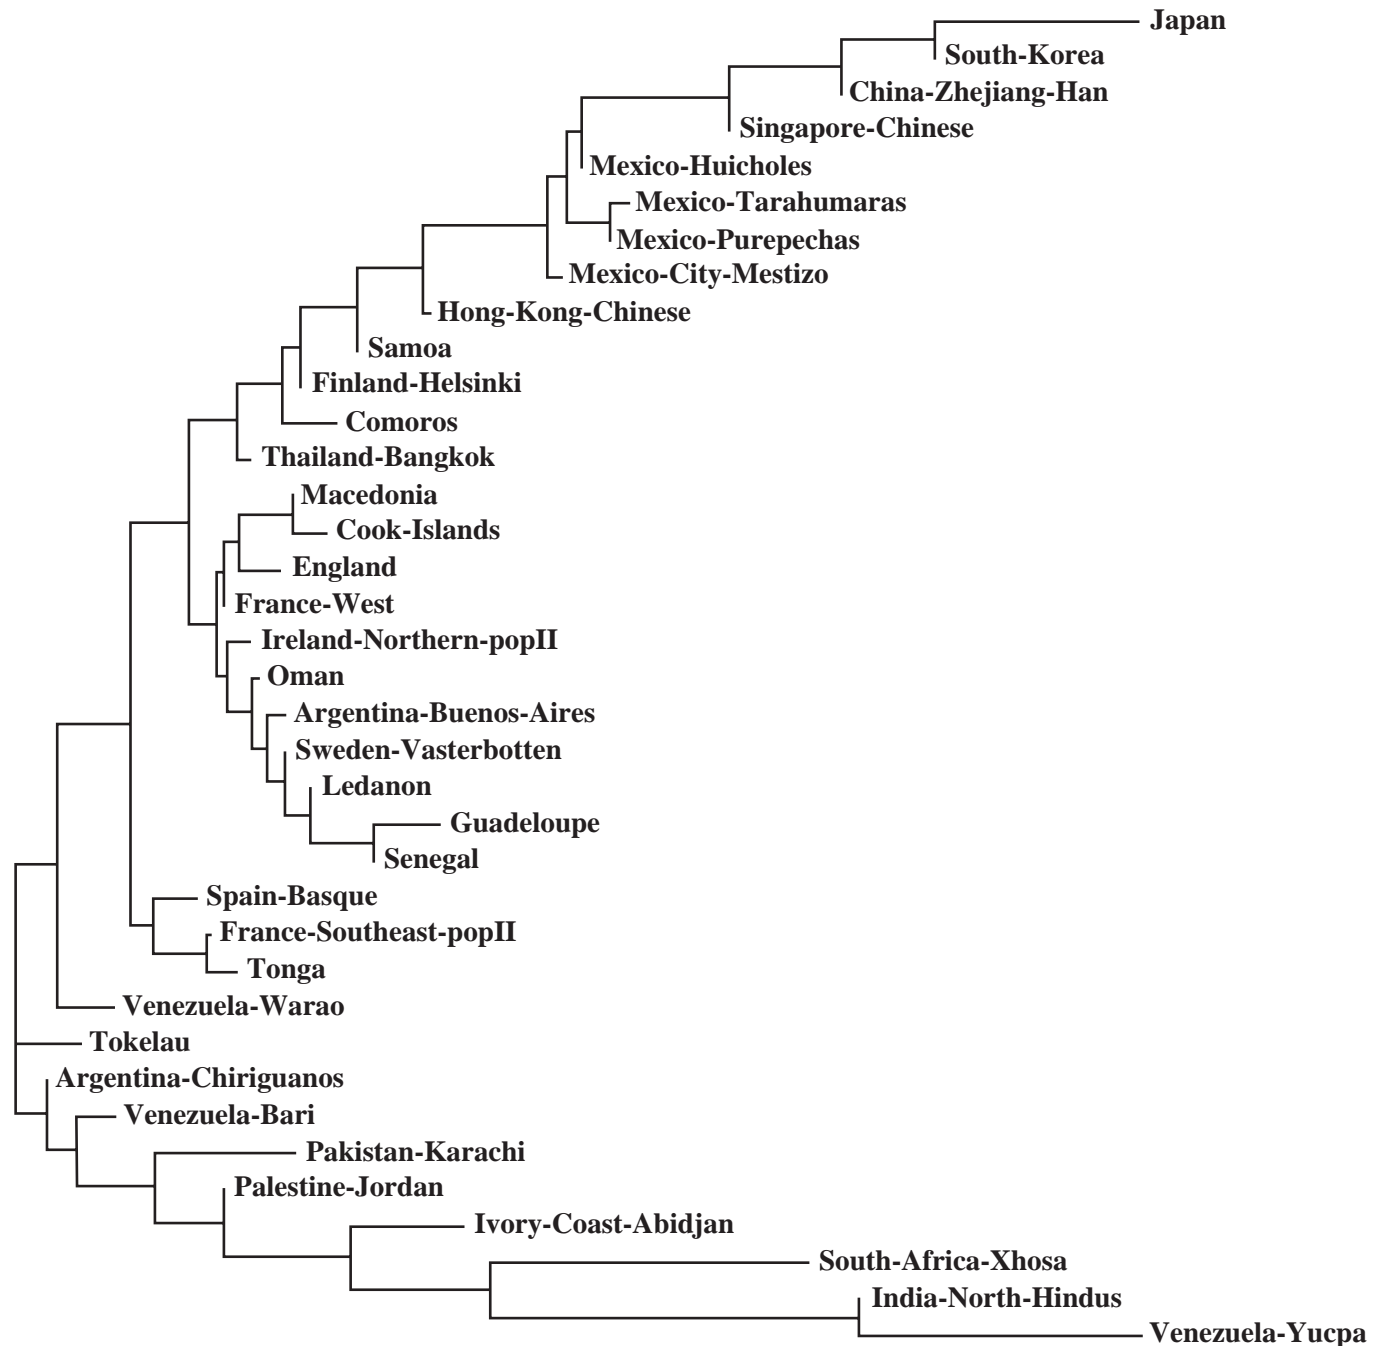 Japan
South-Korea
China-Zhejiang-Han
Singapore-Chinese
Mexico-Huicholes
Mexico-Tarahumaras
Mexico-Purepechas
Mexico-City-Mestizo
Hong-Kong-Chinese
Samoa
Finland-Helsinki
Comoros
Thailand-Bangkok
Macedonia
Cook-Islands
England
France-West
Ireland-Northern-popII
Oman
Argentina-Buenos-Aires
Sweden-Vasterbotten
Ledanon
Guadeloupe
Senegal
Spain-Basque
France-Southeast-popII
Tonga
Venezuela-Warao
Tokelau
Argentina-Chiriguanos
Venezuela-Bari
Pakistan-Karachi
Palestine-Jordan
Ivory-Coast-Abidjan
South-Africa-Xhosa
India-North-Hindus
Venezuela-Yucpa